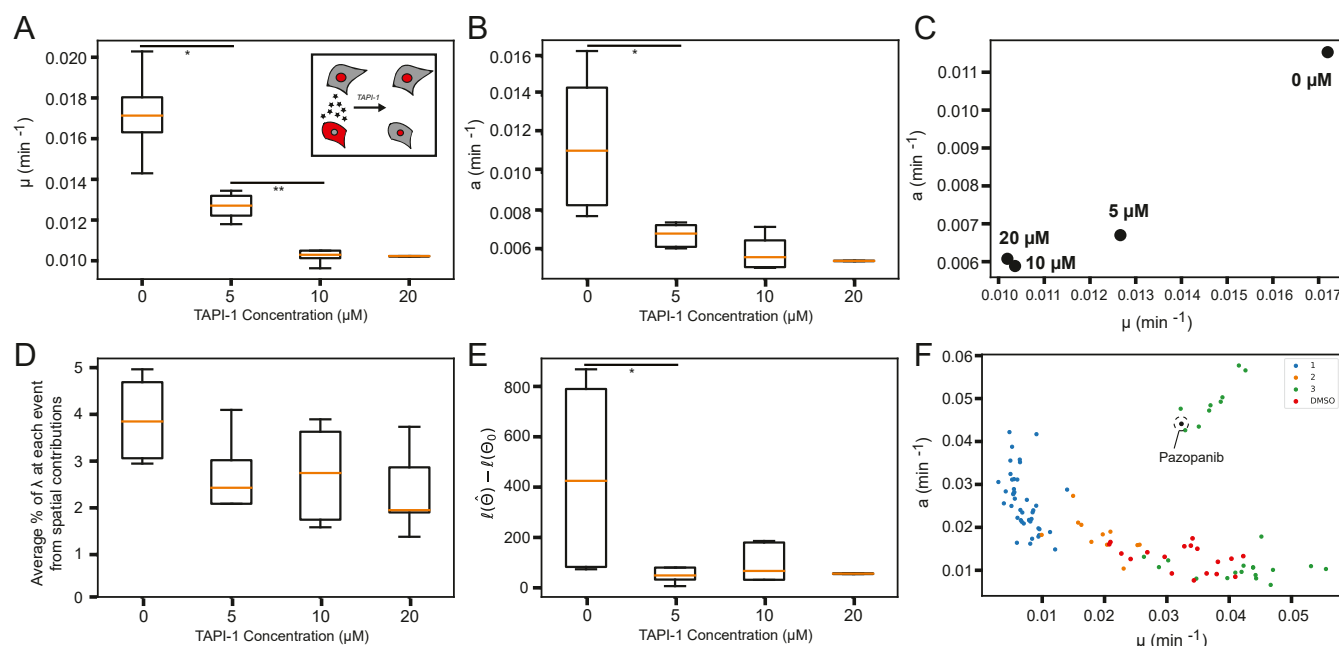 A
μ (min ⁻¹)
0.020
0.018
0.016
0.014
0.012
0.010
*
**
TAPI-1
0
5
10
20
TAPI-1 Concentration (μM)
B
a (min ⁻¹)
0.016
0.014
0.012
0.010
0.008
0.006
*
0
5
10
20
TAPI-1 Concentration (μM)
C
a (min ⁻¹)
0.011
0.010
0.009
0.008
0.007
0.006
0 μM
5 μM
20 μM
10 μM
0.010
0.011
0.012
0.013
0.014
0.015
0.016
0.017
μ (min ⁻¹)
D
Average % of λ at each event
from spatial contributions
5
4
3
2
1
0
0
5
10
20
TAPI-1 Concentration (μM)
E
ℓ(Θ̂) − ℓ(Θ₀)
800
600
400
200
0
*
0
5
10
20
TAPI-1 Concentration (μM)
F
a (min ⁻¹)
0.06
0.05
0.04
0.03
0.02
0.01
1
2
3
DMSO
Pazopanib
0.01
0.02
0.03
0.04
0.05
μ (min ⁻¹)